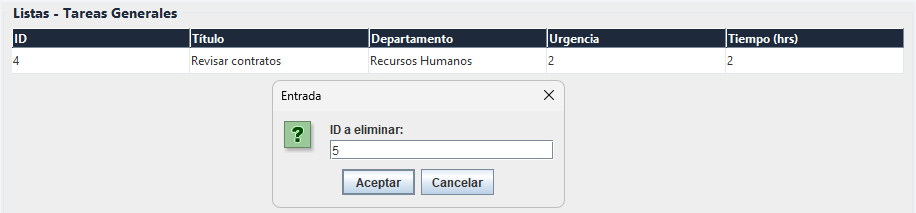 Listas - Tareas Generales
ID Título Departamento Urgencia Tiempo (hrs)
4 Revisar contratos Recursos Humanos 2 2
Entrada
?
ID a eliminar:
5
Aceptar Cancelar